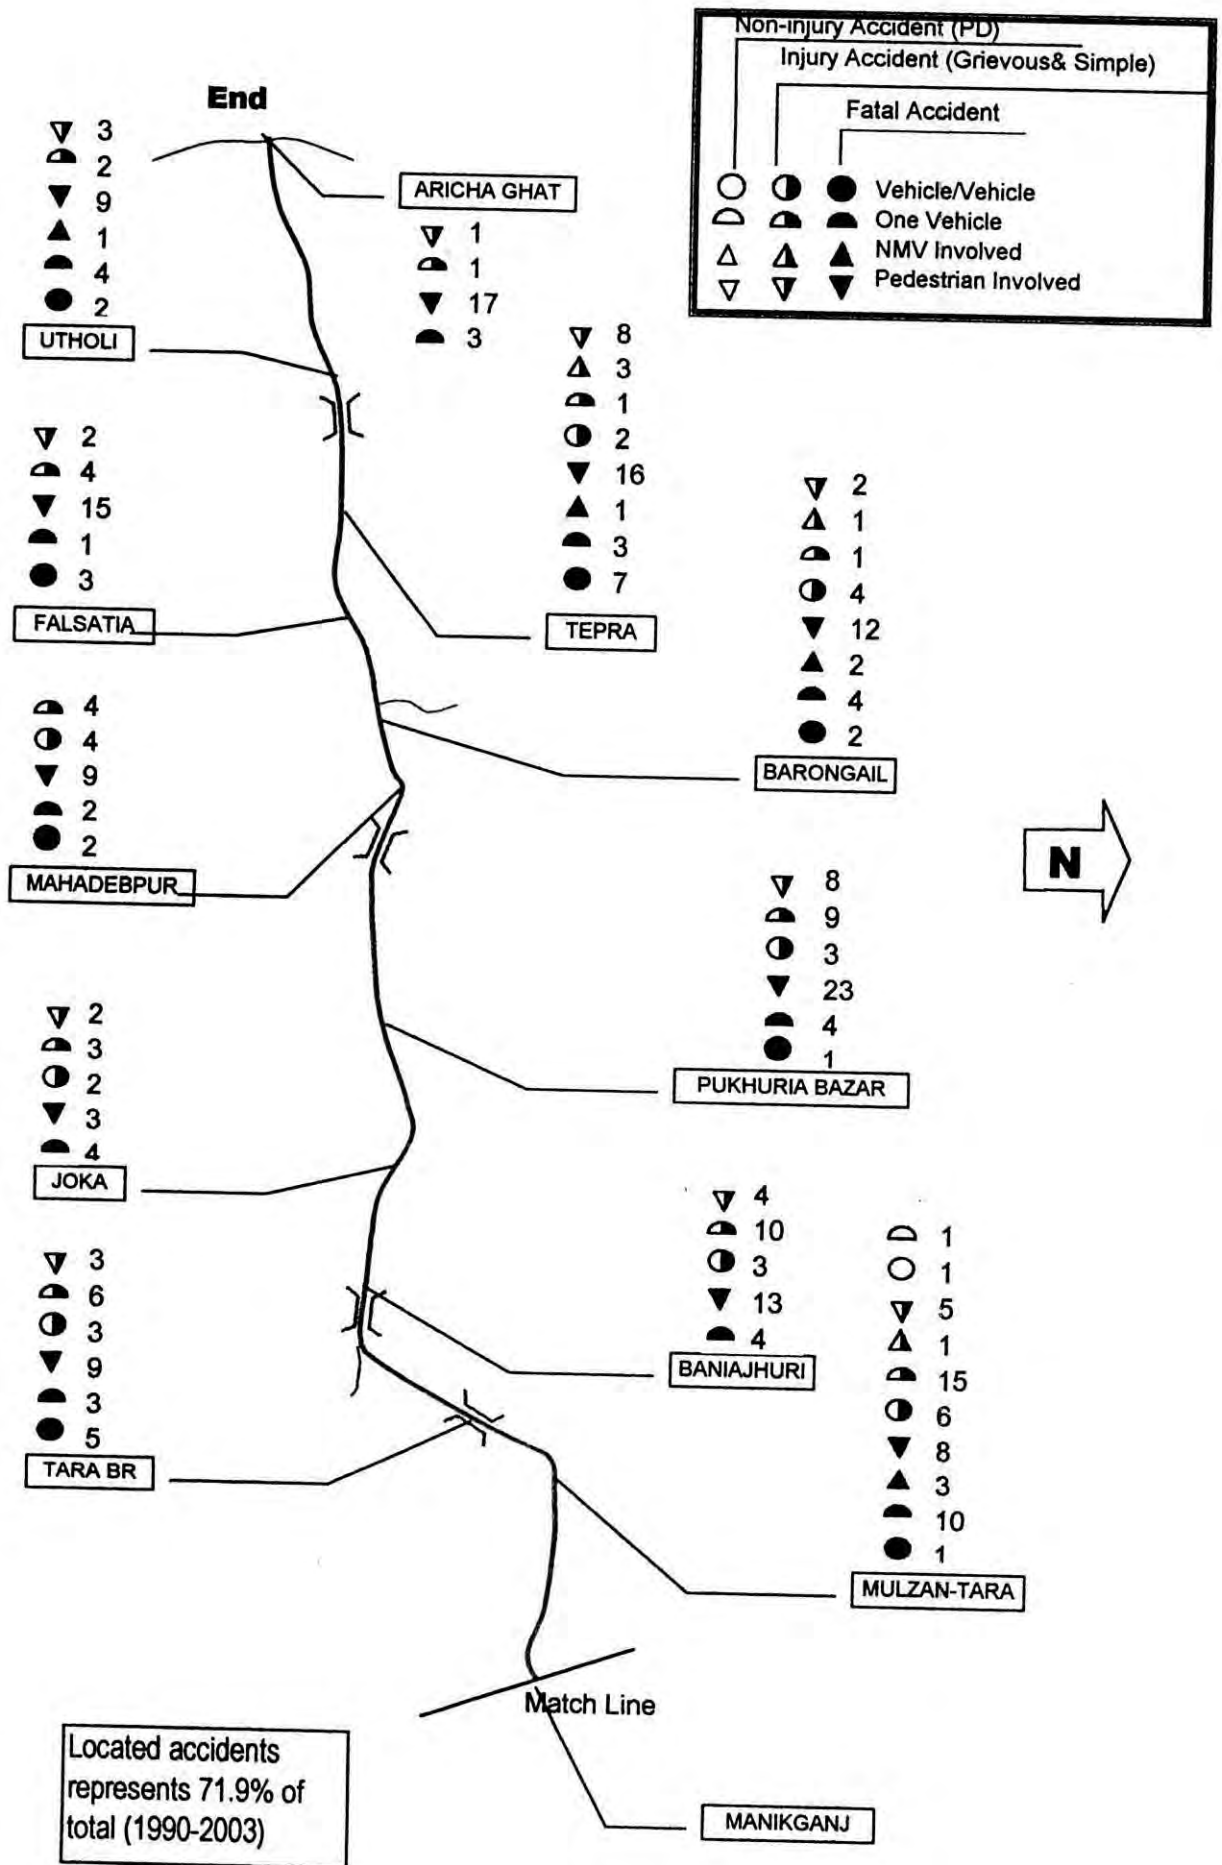 Non-injury Accident (PD)
Injury Accident (Grievous& Simple)
Fatal Accident
Vehicle/Vehicle
One Vehicle
NMV Involved
Pedestrian Involved
End
3
2
9
1
4
2
UTHOLI
ARICHA GHAT
1
1
17
3
8
3
1
2
16
1
3
7
TEPRA
2
4
15
1
3
FALSATIA
2
1
1
4
12
2
4
2
BARONGAIL
4
4
9
2
2
MAHADEBPUR
N
8
9
3
23
4
1
PUKHURIA BAZAR
2
3
2
3
4
JOKA
4
10
3
13
4
BANIAJHURI
1
1
5
1
15
6
8
3
10
1
MULZAN-TARA
3
6
3
9
3
5
TARA BR
Match Line
Located accidents
represents 71.9% of
total (1990-2003)
MANIKGANJ